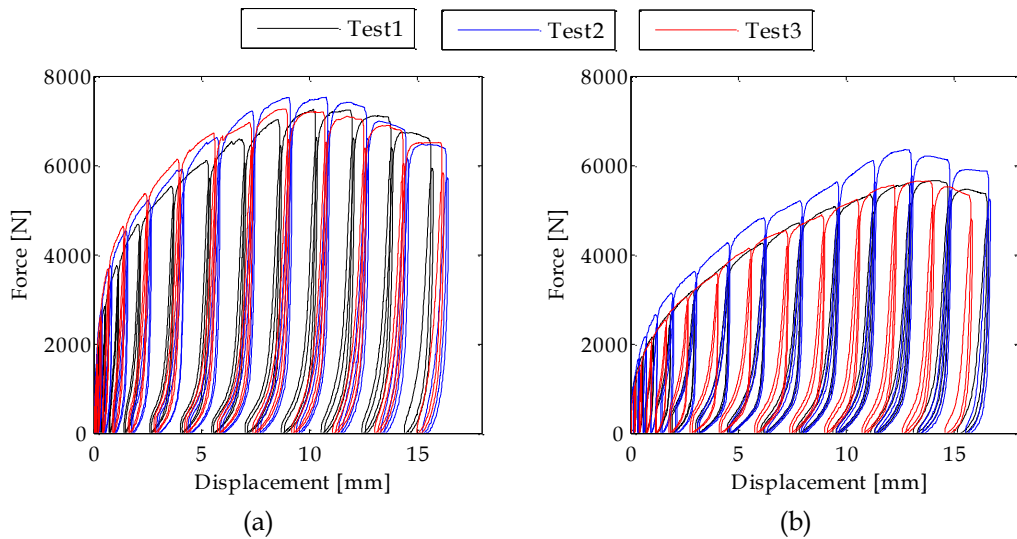 Test1 Test2 Test3
8000 8000
6000 6000
Force [N] Force [N]
4000 4000
2000 2000
0 0
0 5 10 15 0 5 10 15
Displacement [mm] Displacement [mm]
(a) (b)